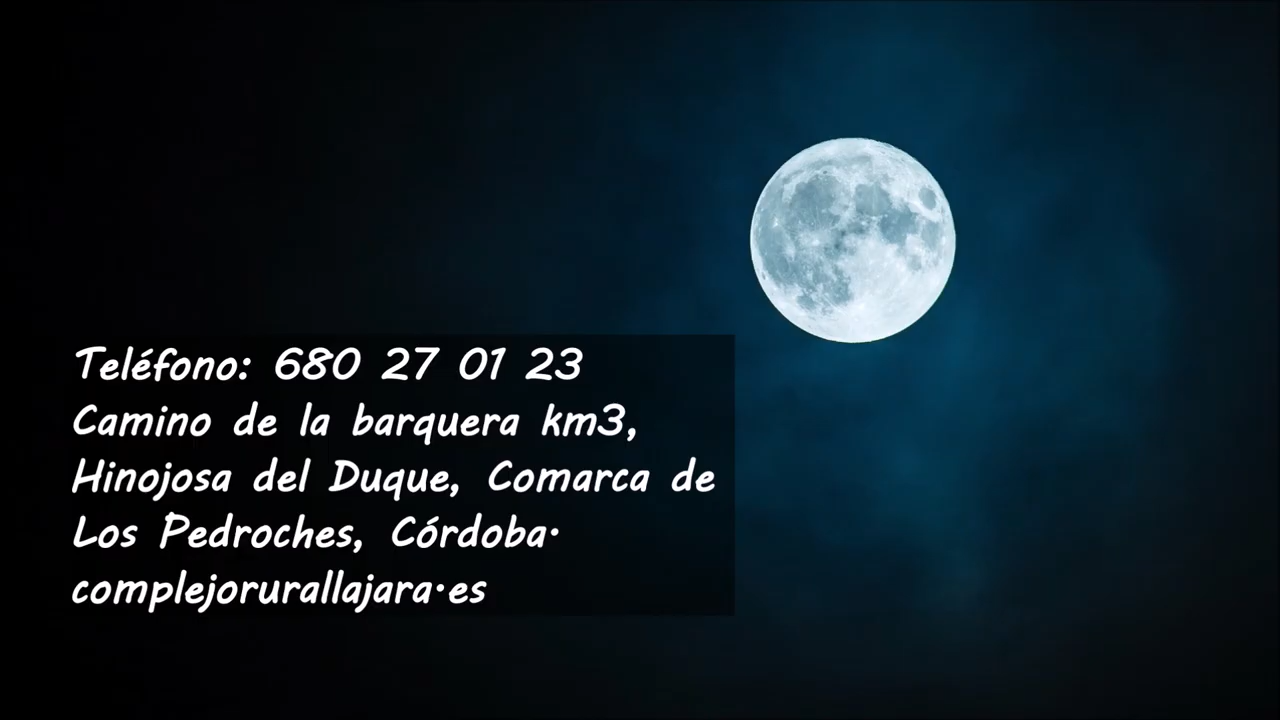 Teléfono: 680 27 01 23
Camino de la barquera km3,
Hinojosa del Duque, Comarca de
Los Pedroches, Córdoba.
complejorurallajara.es